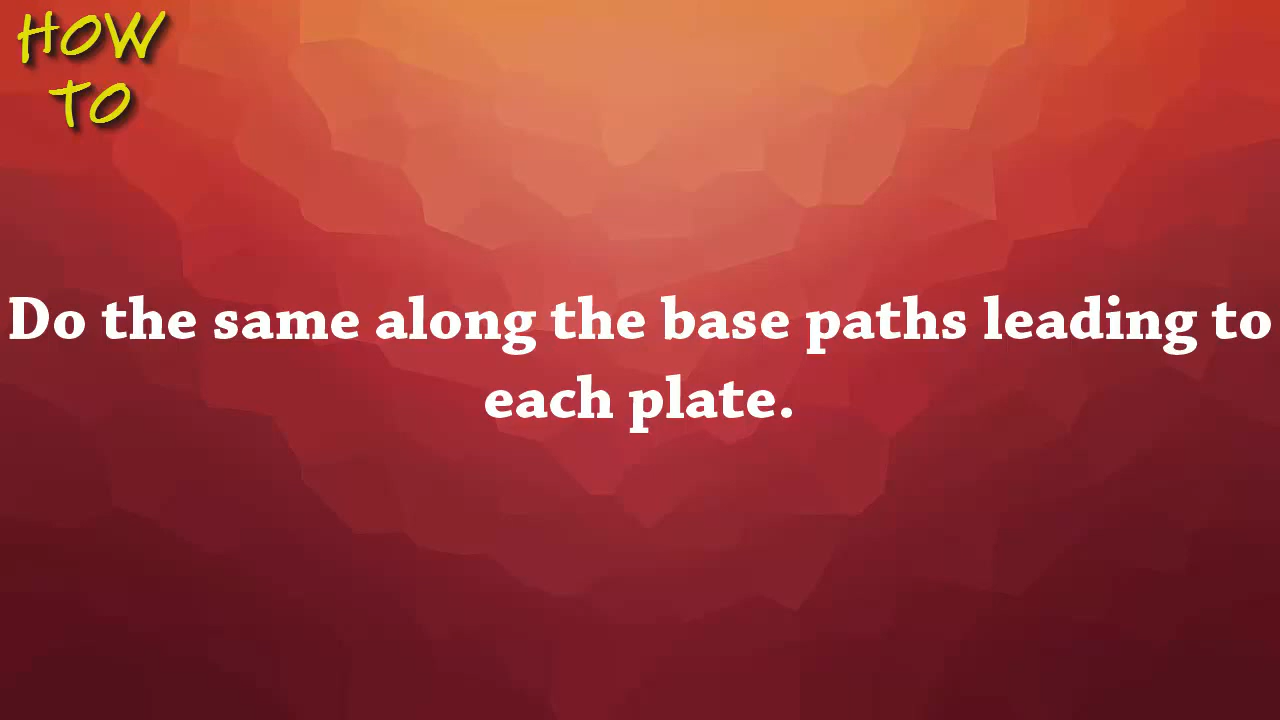 HOW
TO
Do the same along the base paths leading to
each plate.